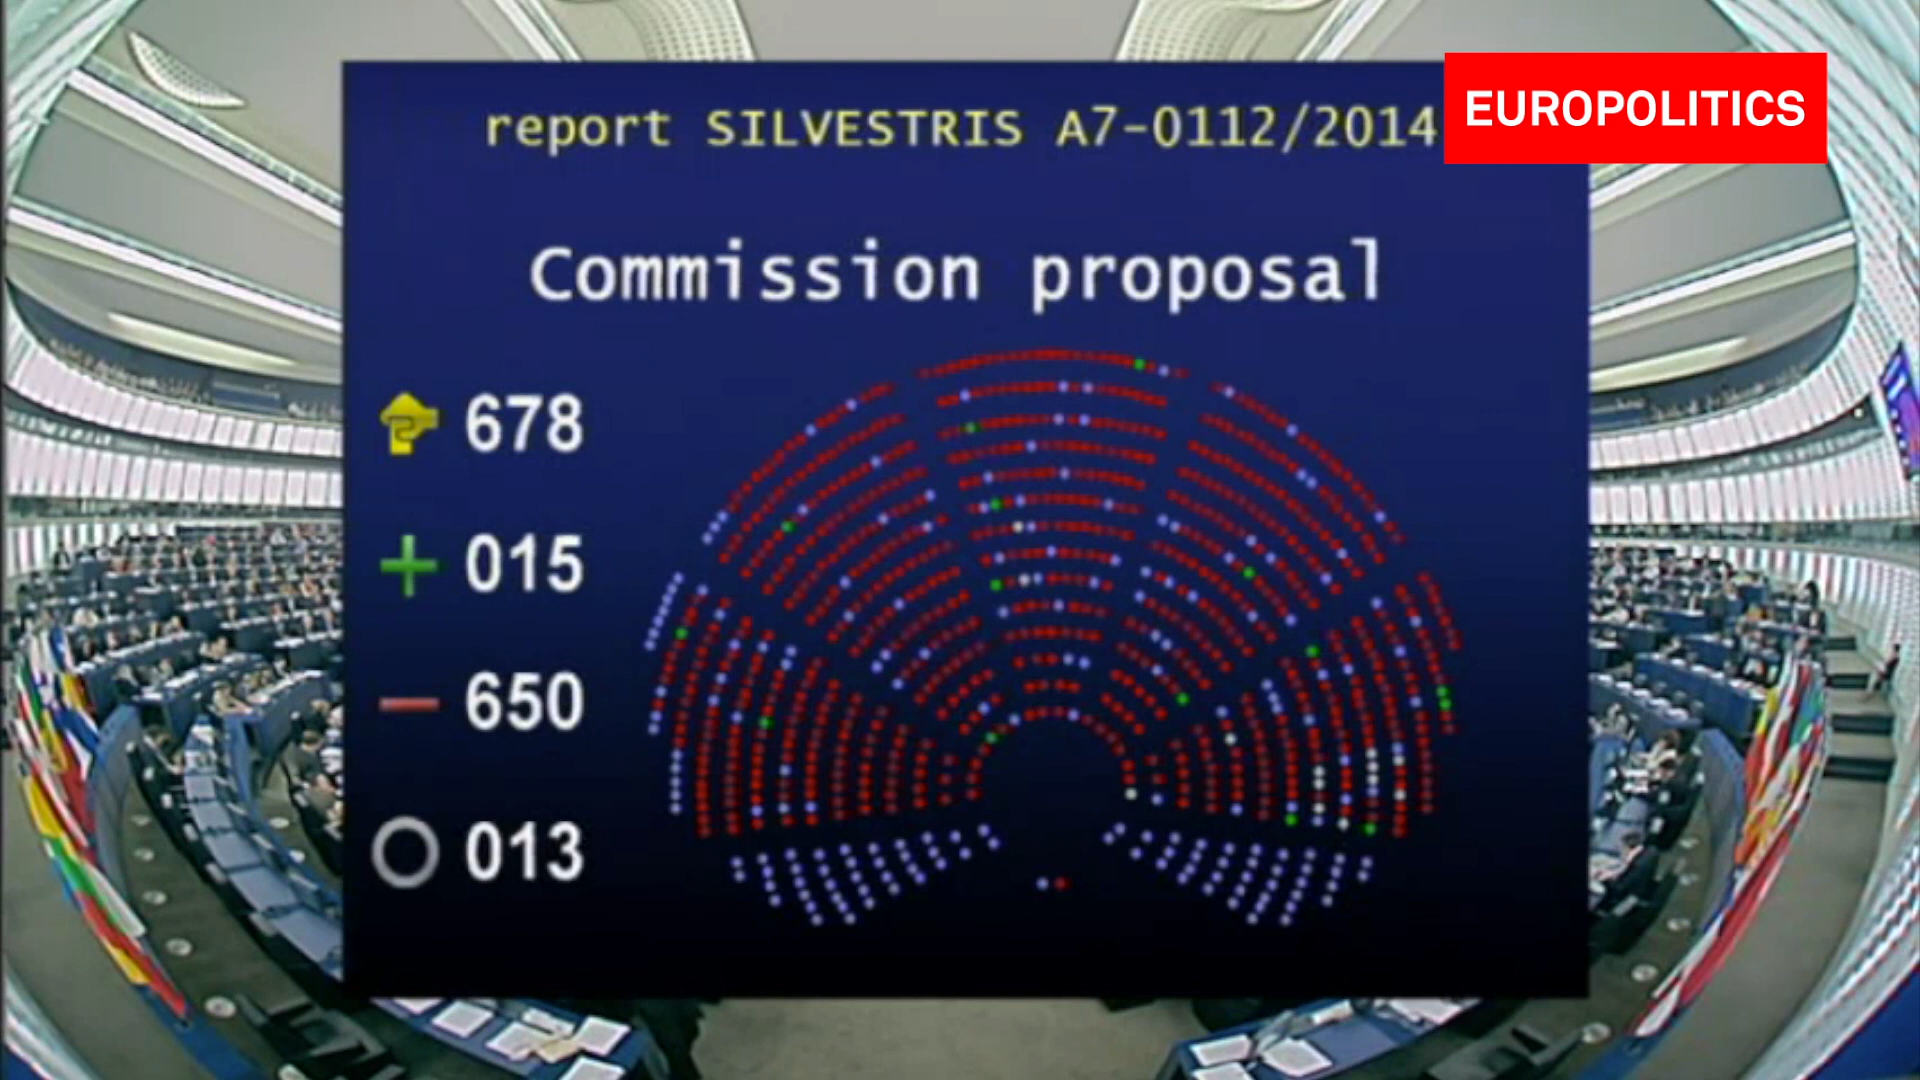 EUROPOLITICS
report SILVESTRIS A7-0112/2014
Commission proposal
678
015
650
013